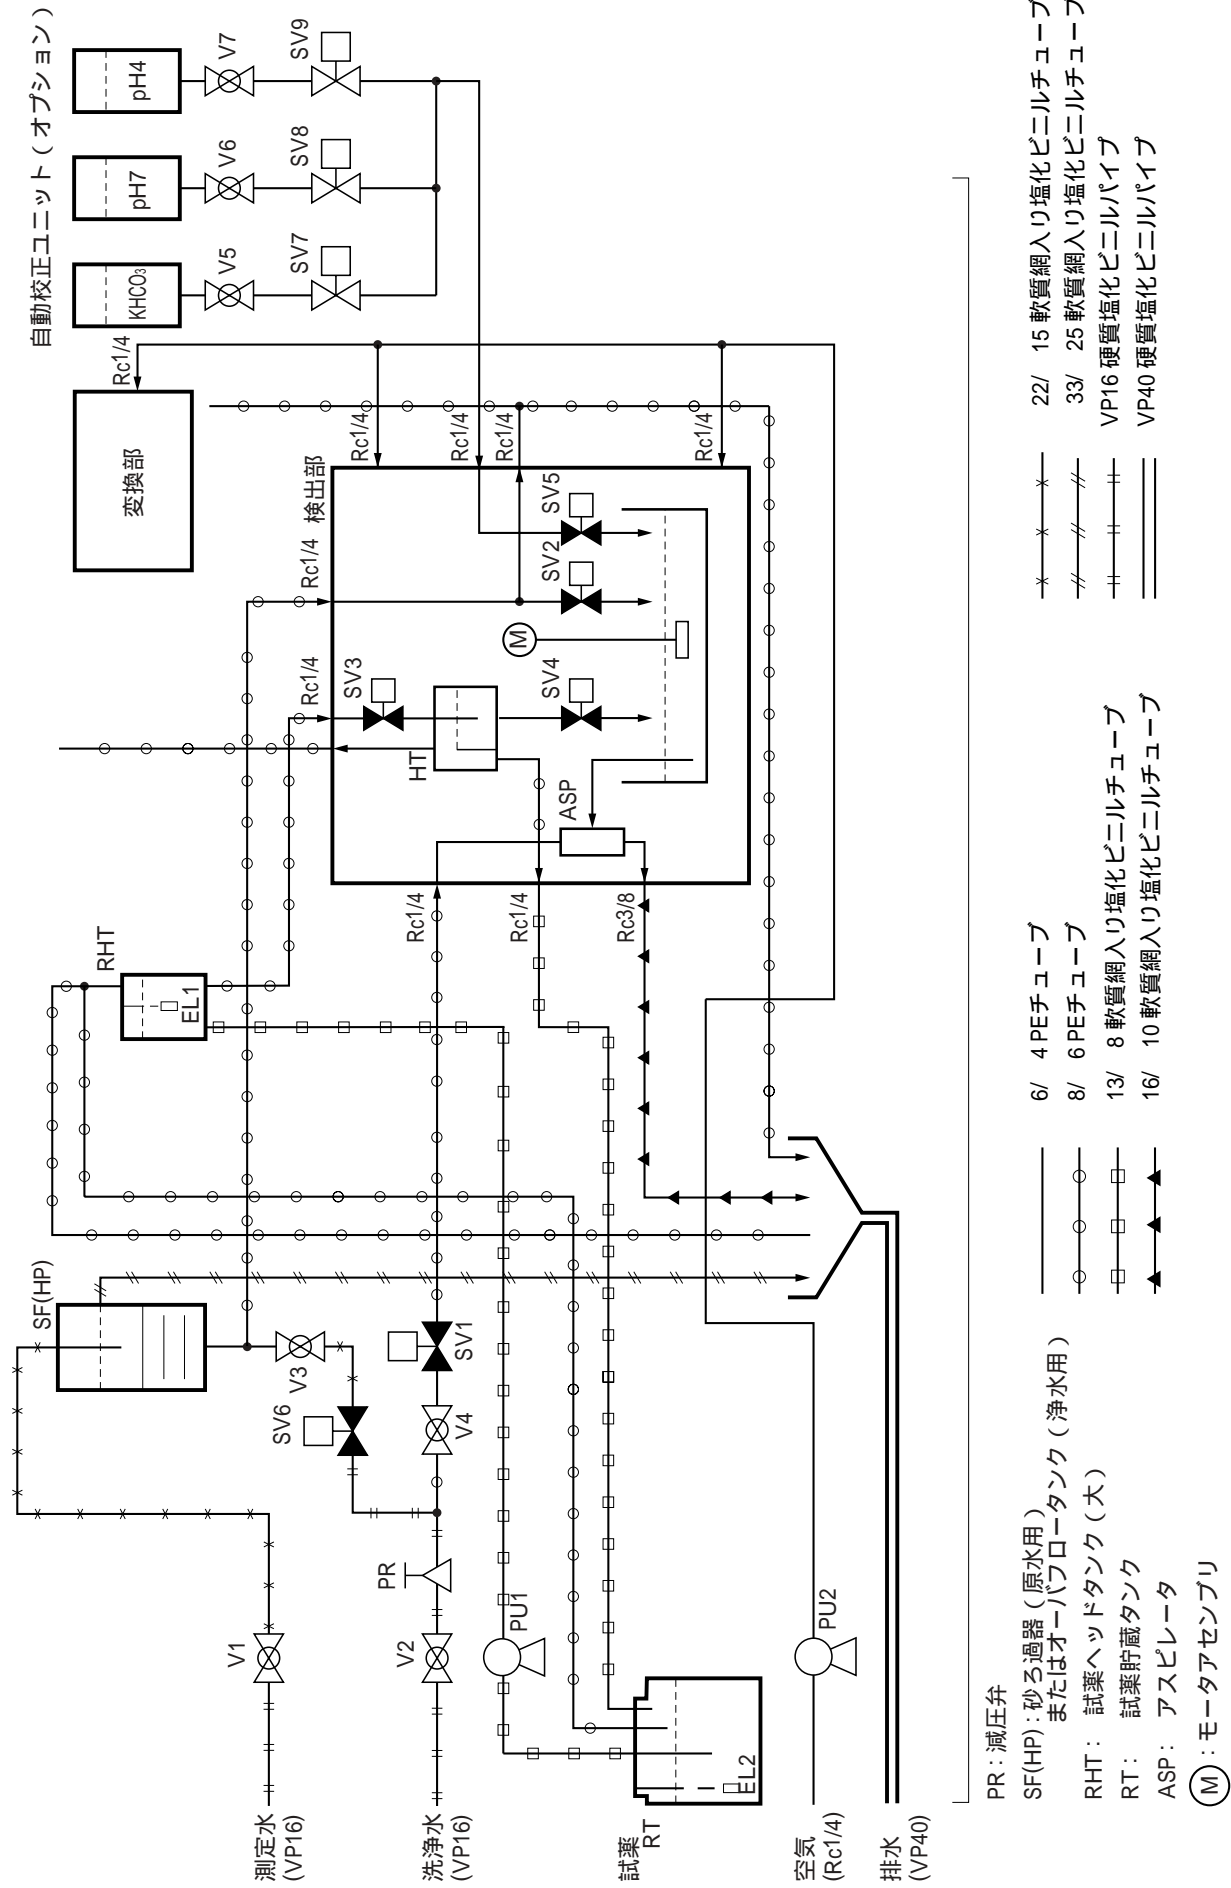 自動校正ユニット（オプション）
KHCO₃
pH7
pH4
V5
V6
V7
SV7
SV8
SV9
変換部
Rc1/4
検出部
Rc1/4
Rc1/4
Rc1/4
Rc1/4
Rc1/4
Rc1/4
SV3
SV4
SV2
SV5
M
HT
ASP
Rc1/4
Rc1/4
Rc3/8
RHT
EL1
SF(HP)
V3
SV6
SV1
V4
V1
PR
V2
PU1
PU2
EL2
測定水
(VP16)
洗浄水
(VP16)
試薬
RT
空気
(Rc1/4)
排水
(VP40)
PR：減圧弁
SF(HP)：砂ろ過器（原水用）
またはオーバフロータンク（浄水用）
RHT： 試薬ヘッドタンク（大）
RT： 試薬貯蔵タンク
ASP： アスピレータ
M：モータアセンブリ
6/ 4 PEチューブ
8/ 6 PEチューブ
13/ 8 軟質網入り塩化ビニルチューブ
16/ 10 軟質網入り塩化ビニルチューブ
22/ 15 軟質網入り塩化ビニルチューブ
33/ 25 軟質網入り塩化ビニルチューブ
VP16 硬質塩化ビニルパイプ
VP40 硬質塩化ビニルパイプ